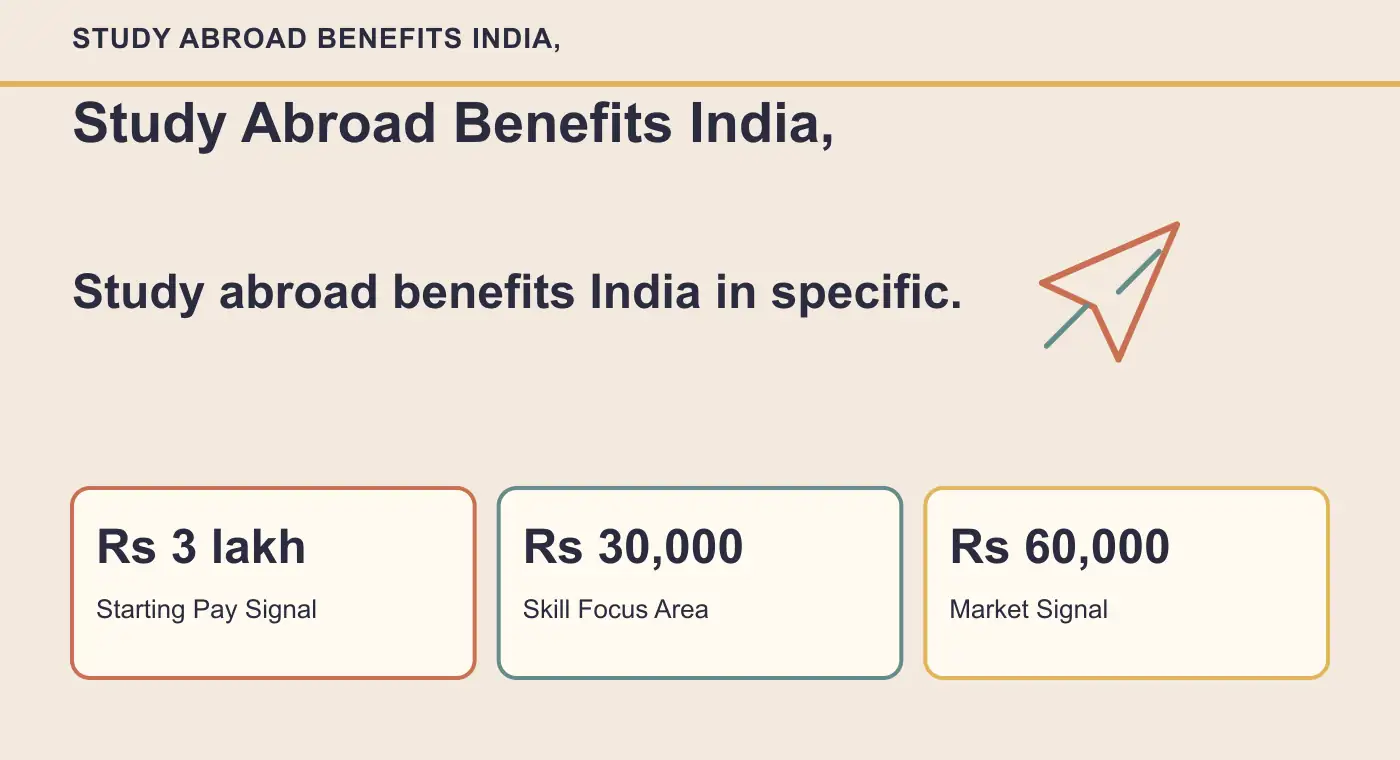 STUDY ABROAD BENEFITS INDIA,
Study Abroad Benefits India,
Study abroad benefits India in specific.
Rs 3 lakh
Starting Pay Signal
Rs 30,000
Skill Focus Area
Rs 60,000
Market Signal